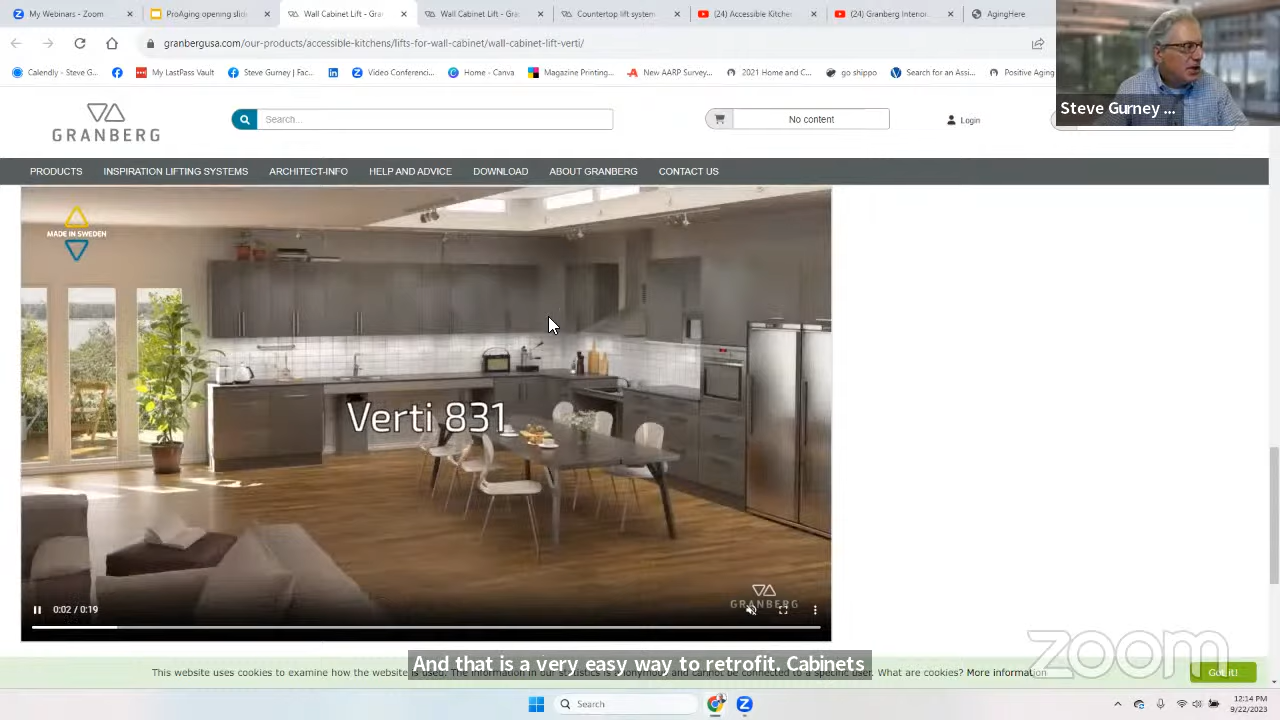 My Webinars - Zoom
ProAging opening slid
Wall Cabinet Lift - Gra
Wall Cabinet Lift - Gra
Countertop lift system
(24) Accessible Kitchen
(24) Granberg Interior
AgingHere
granbergusa.com/our-products/accessible-kitchens/lifts-for-wall-cabinet/wall-cabinet-lift-verti/
Calendly - Steve G...
My LastPass Vault
Steve Gurney | Fac...
Video Conferenci...
Home - Canva
Magazine Printing...
New AARP Survey...
2021 Home and C...
go shippo
Search for an Assi...
Positive Aging
Steve Gurney ...
GRANBERG
Search...
No content
Login
PRODUCTS
INSPIRATION LIFTING SYSTEMS
ARCHITECT-INFO
HELP AND ADVICE
DOWNLOAD
ABOUT GRANBERG
CONTACT US
MADE IN SWEDEN
Verti 831
GRANBERG
0:02 / 0:19
zoom
And that is a very easy way to retrofit. Cabinets
This website uses cookies to examine how the website is used. The information in our statistics is anonymous and cannot be connected to a specific user. What are cookies? More information
Got it!
Search
12:14 PM
9/22/2023